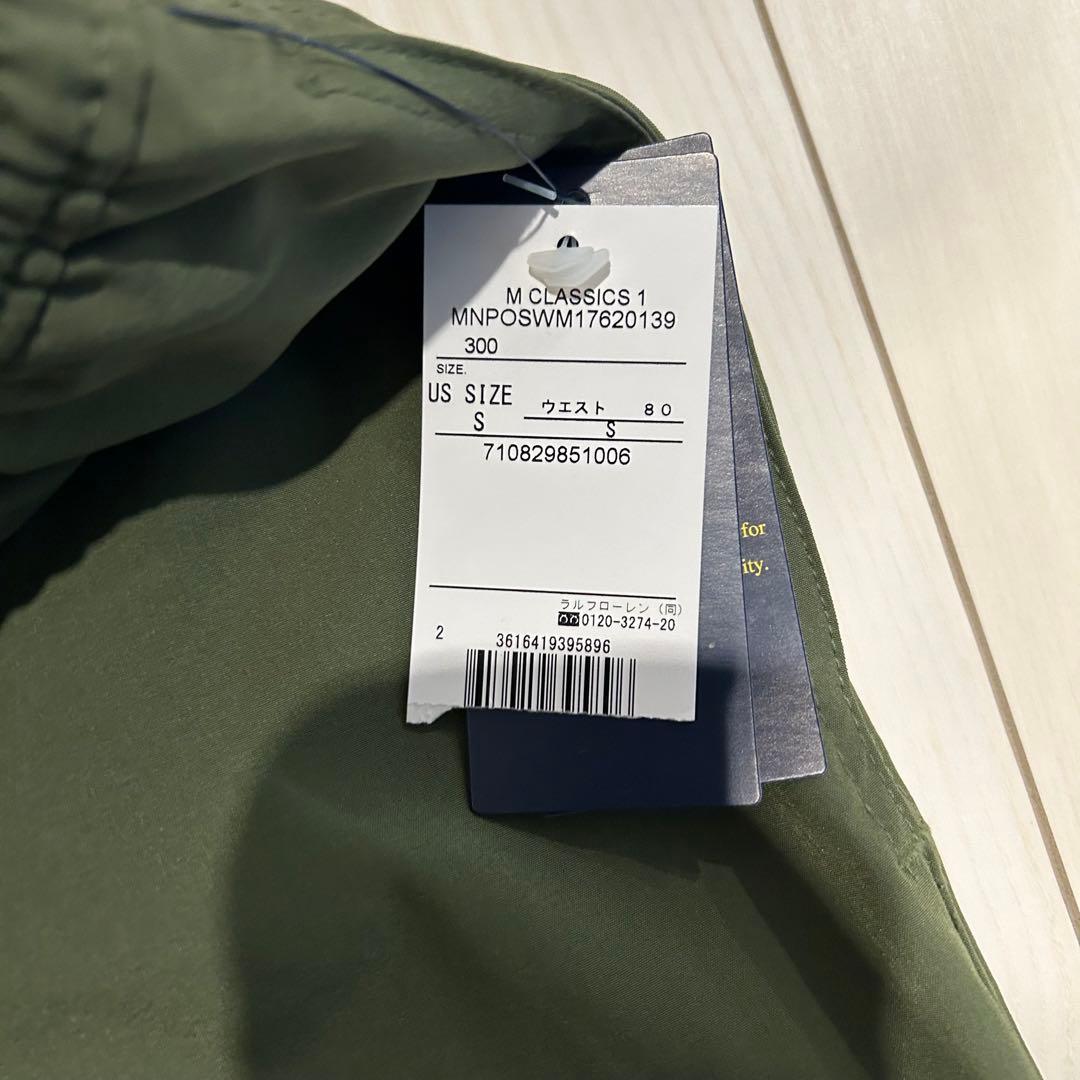 M CLASSICS 1
MNPOSWM17620139
300
SIZE.
US SIZE
S
ウエスト 80
S
710829851006
ラルフローレン (同)
0120-3274-20
2
3616419395896
for
ity.